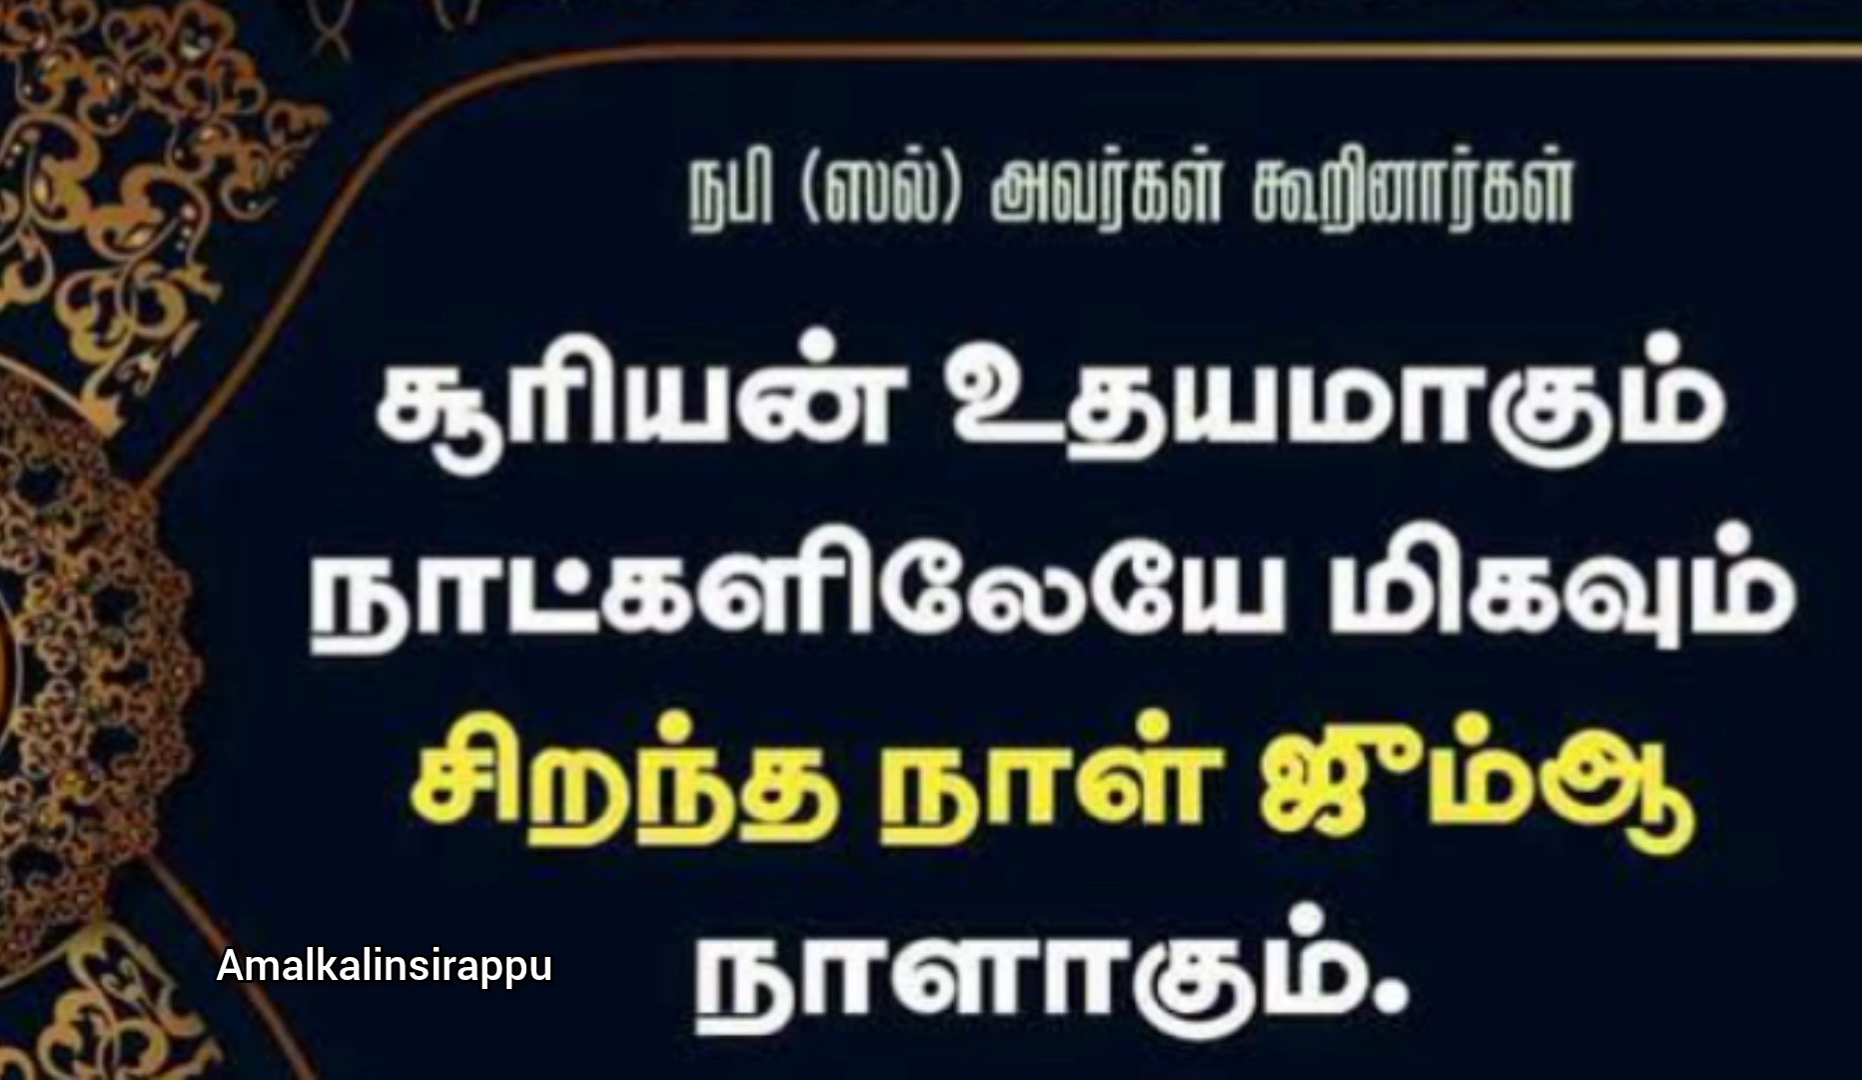 நபி (ஸல்) அவர்கள் கூறினார்கள்
சூரியன் உதயமாகும்
நாட்களிலேயே மிகவும்
சிறந்த நாள் ஜும்ஆ
நாளாகும்.
Amalkalinsirappu